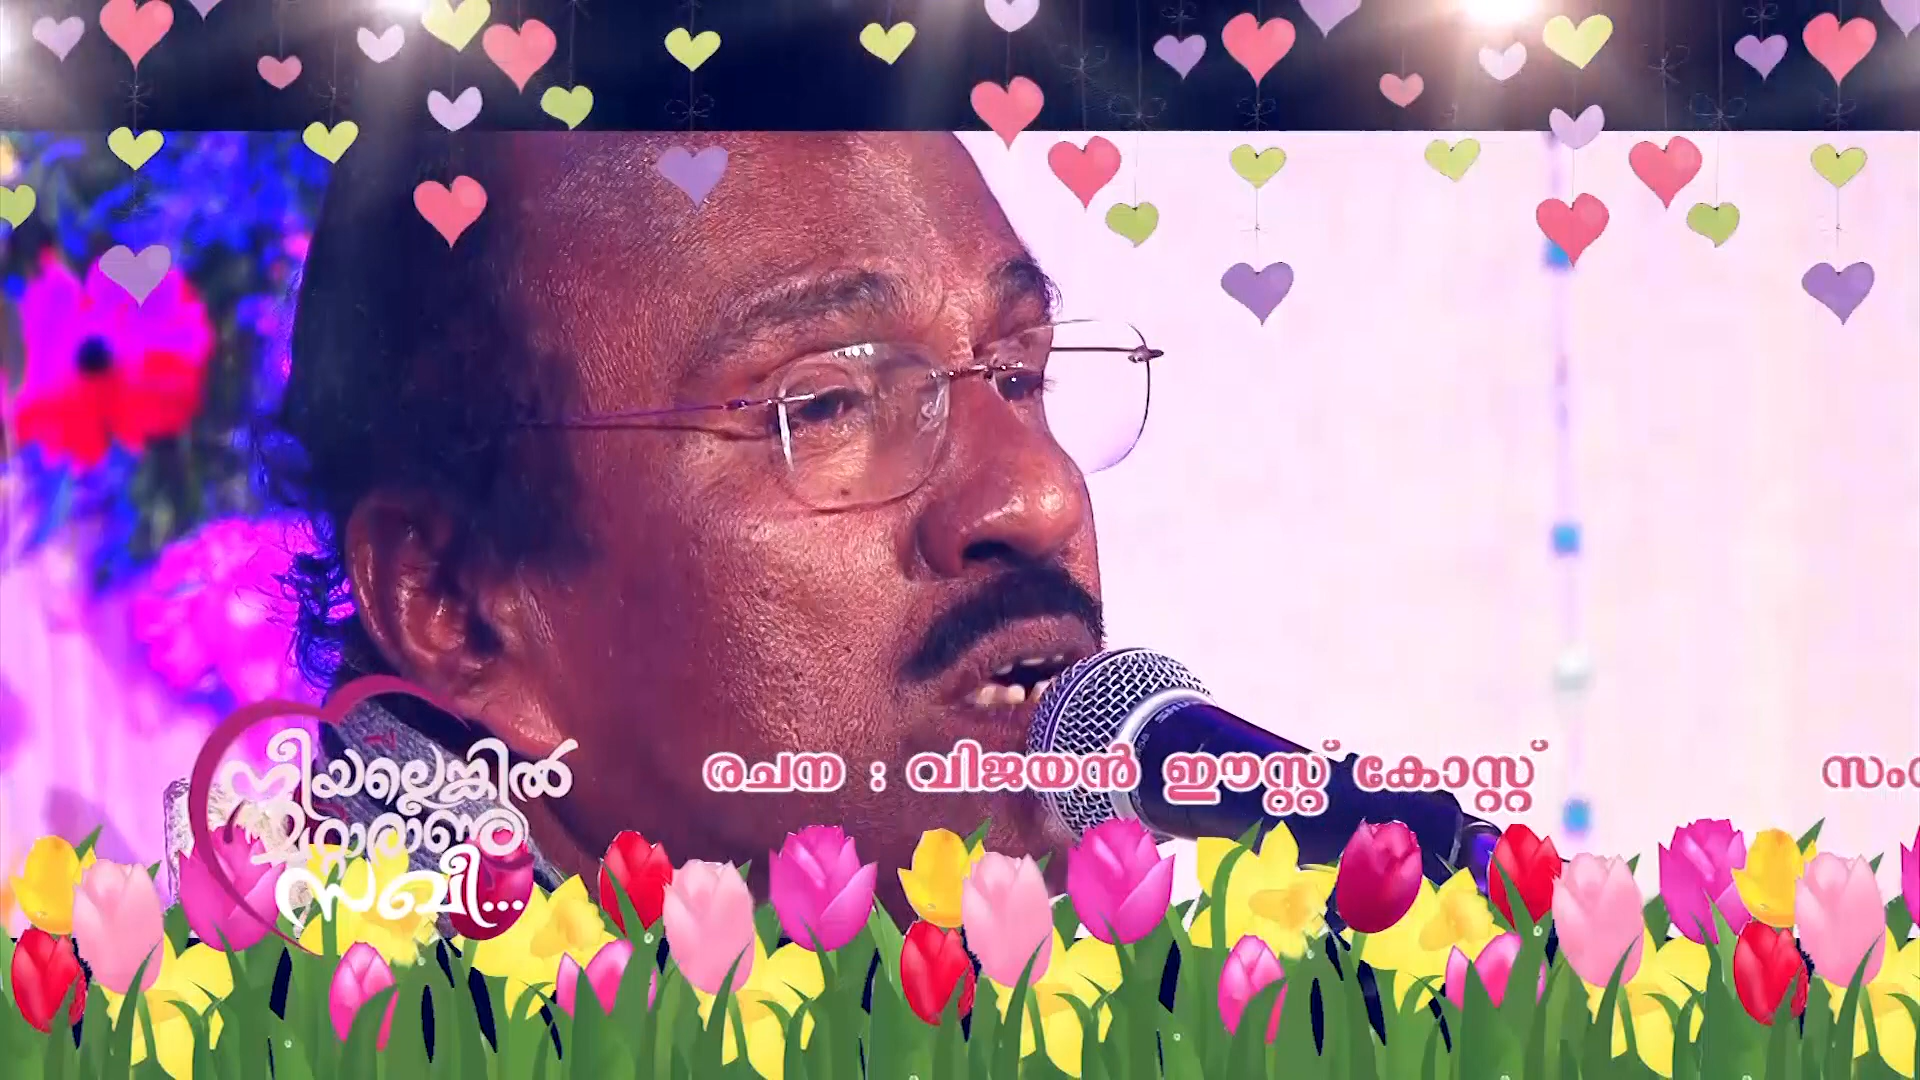 നീയല്ലെങ്കിൽ
മറ്റാരാണു
സഖീ...
രചന : വിജയൻ ഈസ്റ്റ് കോസ്റ്റ്